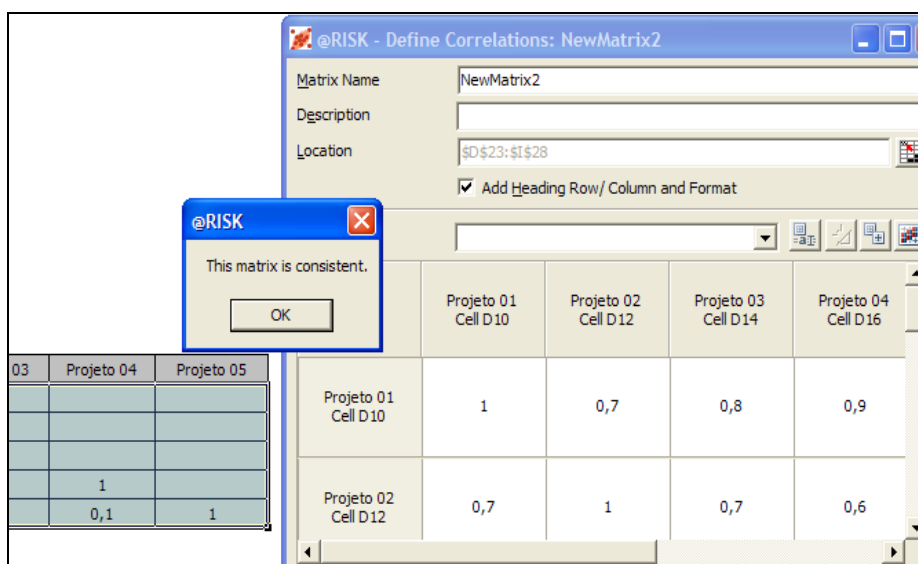 @RISK - Define Correlations: NewMatrix2
Matrix Name
NewMatrix2
Description
Location
$D$23:$I$28
Add Heading Row/ Column and Format
@RISK
This matrix is consistent.
OK
03 Projeto 04 Projeto 05
1
0,1 1
Projeto 01 Projeto 02 Projeto 03 Projeto 04
Cell D10 Cell D12 Cell D14 Cell D16
Projeto 01
Cell D10
1 0,7 0,8 0,9
Projeto 02
Cell D12
0,7 1 0,7 0,6